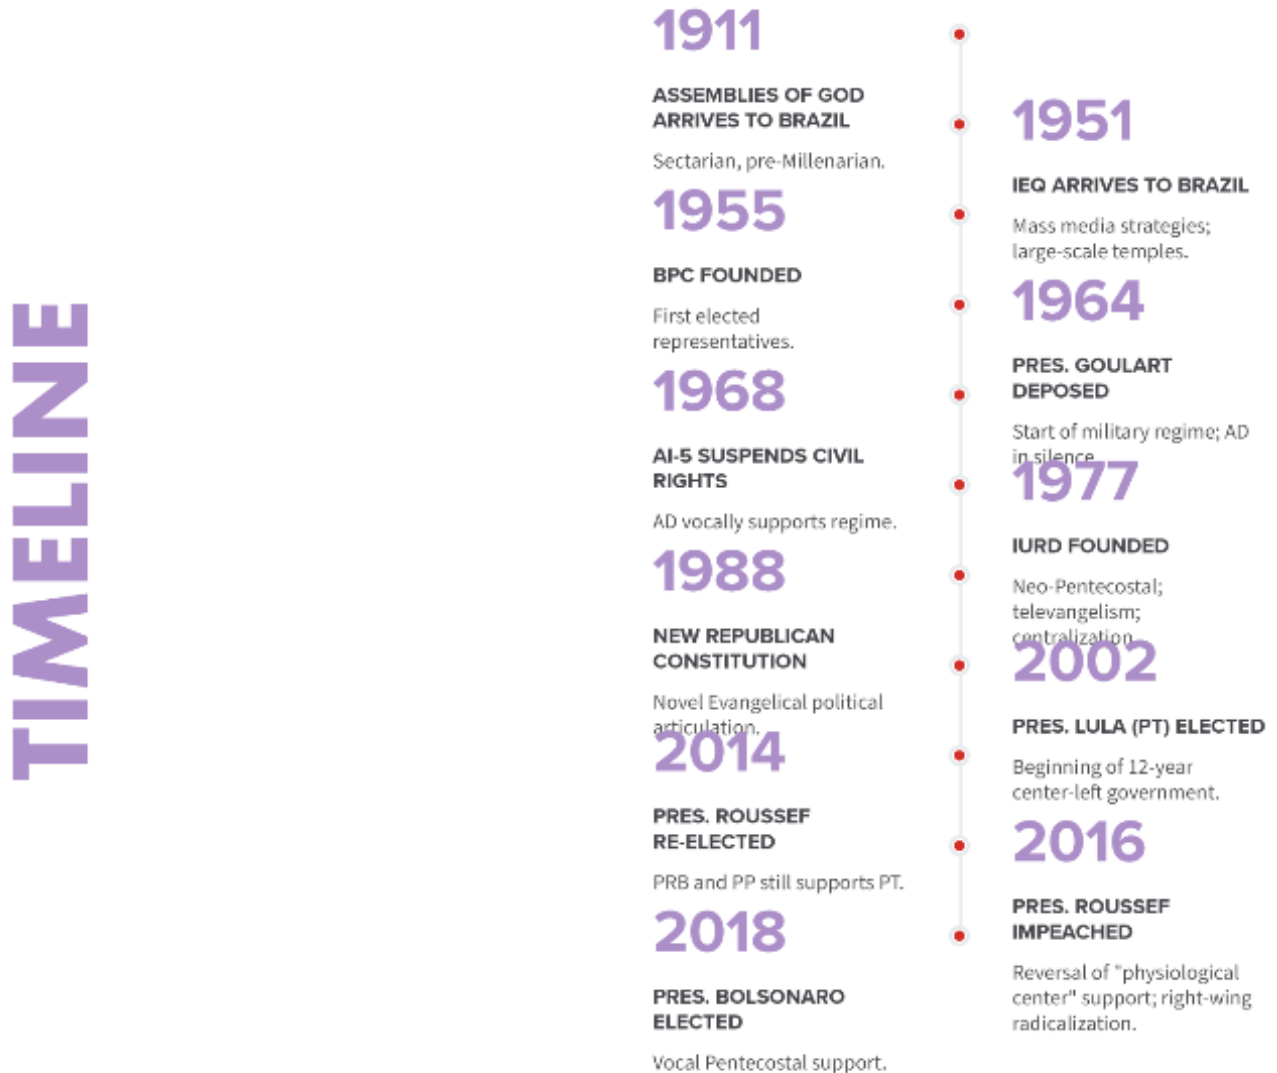 TIMELINE
1911
ASSEMBLIES OF GOD
ARRIVES TO BRAZIL
Sectarian, pre-Millenarian.
1951
IEQ ARRIVES TO BRAZIL
Mass media strategies;
large-scale temples.
1955
BPC FOUNDED
First elected
representatives.
1964
PRES. GOULART
DEPOSED
Start of military regime; AD
in silence
1968
AI-5 SUSPENDS CIVIL
RIGHTS
AD vocally supports regime.
1977
IURD FOUNDED
Neo-Pentecostal;
televangelism;
centralization
1988
NEW REPUBLICAN
CONSTITUTION
Novel Evangelical political
articulation.
2002
PRES. LULA (PT) ELECTED
Beginning of 12-year
center-left government.
2014
PRES. ROUSSEF
RE-ELECTED
PRB and PP still supports PT.
2016
PRES. ROUSSEF
IMPEACHED
Reversal of "physiological
center" support; right-wing
radicalization.
2018
PRES. BOLSONARO
ELECTED
Vocal Pentecostal support.